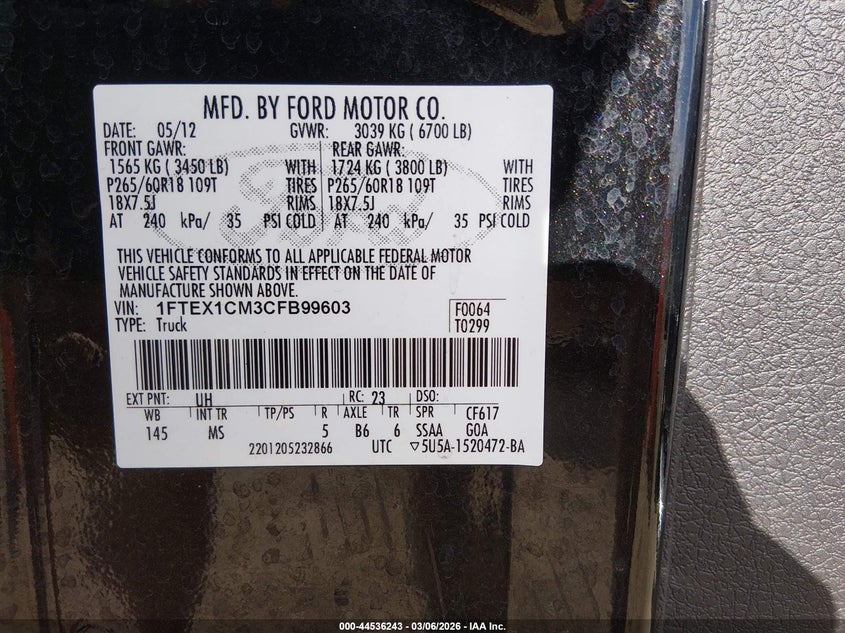 MFD. BY FORD MOTOR CO.
DATE: 05/12 GVWR: 3039 KG ( 6700 LB)
FRONT GAWR: REAR GAWR:
1565 KG ( 3450 LB) WITH 1724 KG ( 3800 LB) WITH
P265/60R18 109T TIRES P265/60R18 109T TIRES
18X7.5J RIMS 18X7.5J RIMS
AT 240 kPa/ 35 PSI COLD AT 240 kPa/ 35 PSI COLD
THIS VEHICLE CONFORMS TO ALL APPLICABLE FEDERAL MOTOR
VEHICLE SAFETY STANDARDS IN EFFECT ON THE DATE OF
MANUFACTURE SHOWN ABOVE.
VIN: 1FTEX1CM3CFB99603 F0064
TYPE: Truck T0299
EXT PNT: UH RC: 23 DSO:
WB INT TR TP/PS R AXLE TR SPR CF617
145 MS 5 B6 6 SSAA GOA
2201205232866 UTC ▽5U5A-1520472-BA
000-44536243 - 03/06/2026 - IAA Inc.